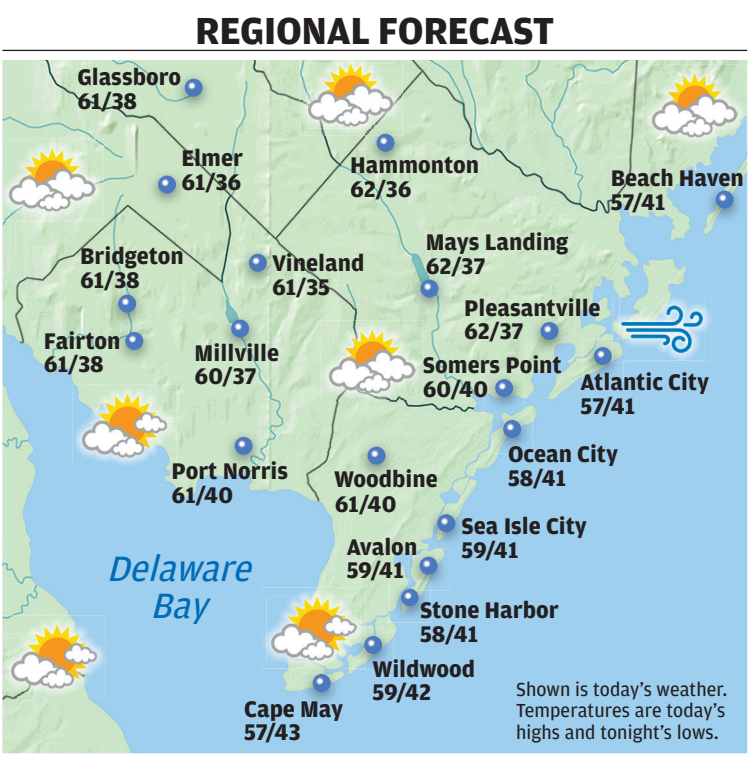 REGIONAL FORECAST
Glassboro
61/38
Elmer
61/36
Hammonton
62/36
Beach Haven
57/41
Bridgeton
61/38
Vineland
61/35
Mays Landing
62/37
Pleasantville
62/37
Fairton
61/38
Millville
60/37
Somers Point
60/40
Atlantic City
57/41
Ocean City
58/41
Port Norris
61/40
Woodbine
61/40
Sea Isle City
59/41
Avalon
59/41
Delaware
Bay
Stone Harbor
58/41
Wildwood
59/42
Cape May
57/43
Shown is today’s weather.
Temperatures are today’s
highs and tonight’s lows.